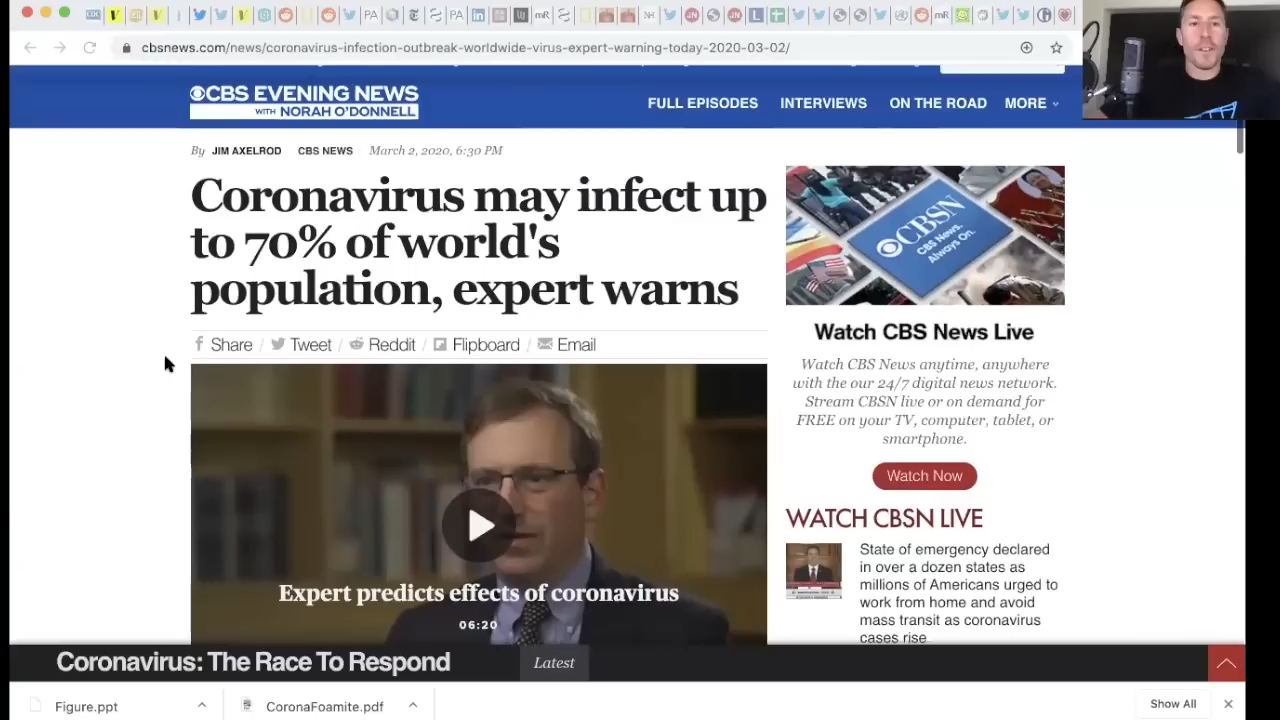 cbsnews.com/news/coronavirus-infection-outbreak-worldwide-virus-expert-warning-today-2020-03-02/
CBS EVENING NEWS
WITH NORAH O'DONNELL
FULL EPISODES
INTERVIEWS
ON THE ROAD
MORE
By JIM AXELROD CBS NEWS March 2, 2020, 6:30 PM
Coronavirus may infect up
to 70% of world's
population, expert warns
Share / Tweet / Reddit / Flipboard / Email
Expert predicts effects of coronavirus
06:20
CBSN
CBS News.
Always On.
Watch CBS News Live
Watch CBS News anytime, anywhere
with the our 24/7 digital news network.
Stream CBSN live or on demand for
FREE on your TV, computer, tablet, or
smartphone.
Watch Now
WATCH CBSN LIVE
State of emergency declared
in over a dozen states as
millions of Americans urged to
work from home and avoid
mass transit as coronavirus
cases rise
Coronavirus: The Race To Respond
Latest
Figure.ppt
CoronaFoamite.pdf
Show All